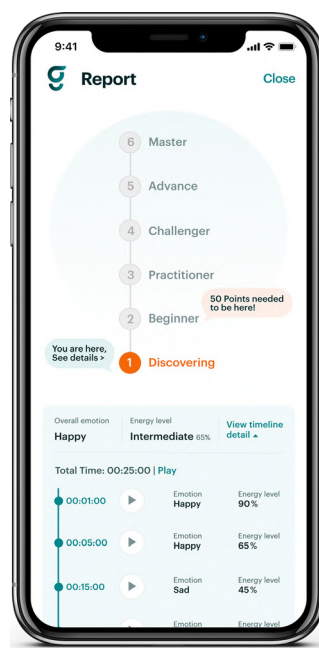 9:41
Report
Close
6 Master
5 Advance
4 Challenger
3 Practitioner
50 Points needed
to be here!
2 Beginner
You are here,
See details >
1 Discovering
Overall emotion
Energy level
View timeline
detail
Happy
Intermediate 65%
Total Time: 00:25:00 | Play
00:01:00
Emotion
Happy
Energy level
90%
00:05:00
Emotion
Happy
Energy level
65%
00:15:00
Emotion
Sad
Energy level
45%
Emotion
Energy level